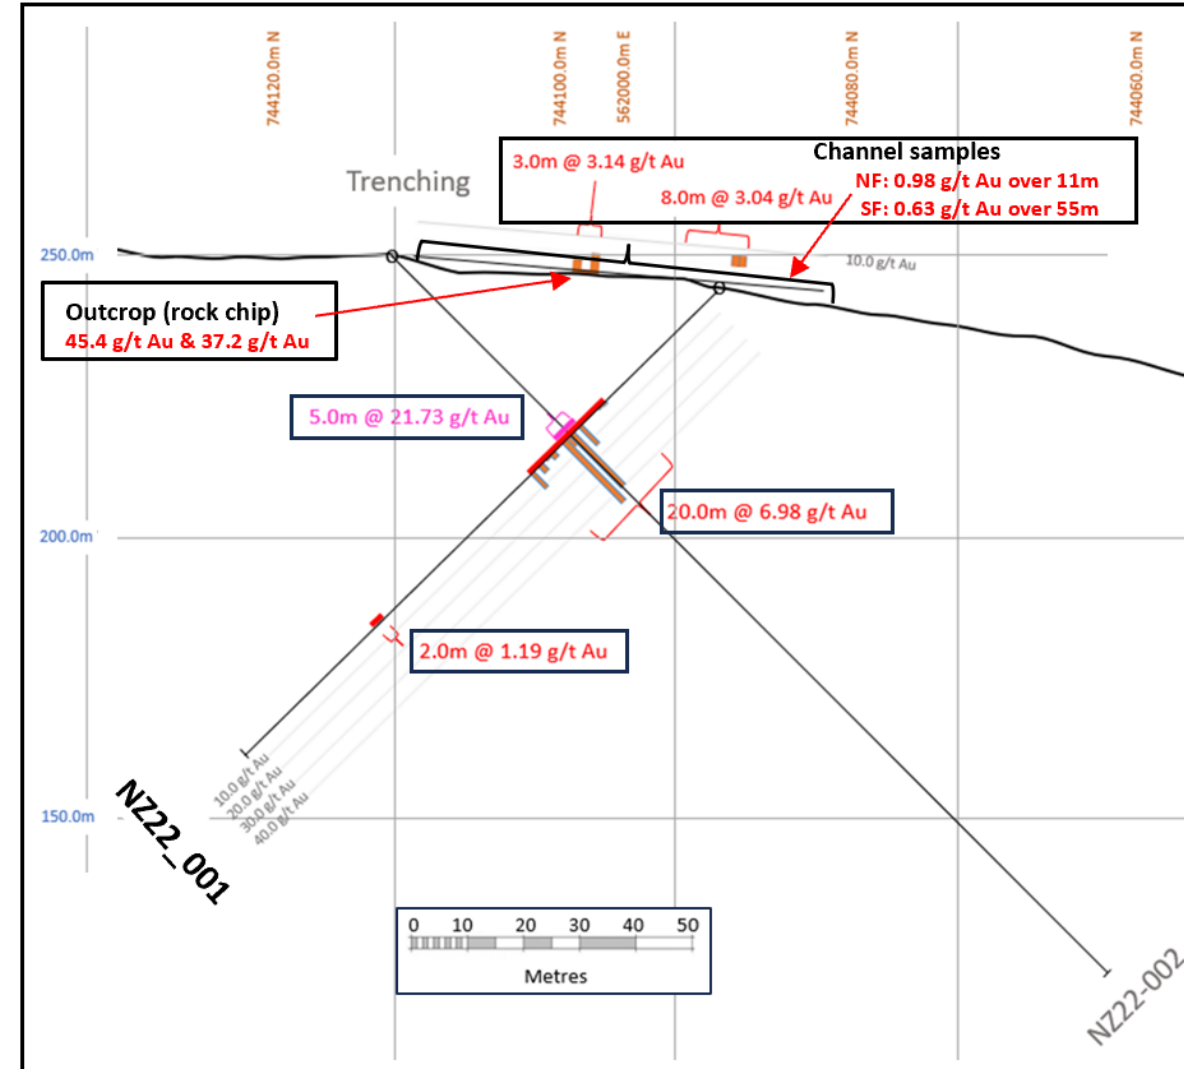 744120.0m N
744100.0m N
562000.0m E
744080.0m N
744060.0m N
Trenching
3.0m @ 3.14 g/t Au
8.0m @ 3.04 g/t Au
Channel samples
NF: 0.98 g/t Au over 11m
SF: 0.63 g/t Au over 55m
250.0m
10.0 g/t Au
Outcrop (rock chip)
45.4 g/t Au & 37.2 g/t Au
5.0m @ 21.73 g/t Au
20.0m @ 6.98 g/t Au
200.0m
2.0m @ 1.19 g/t Au
10.0 g/t Au
20.0 g/t Au
30.0 g/t Au
40.0 g/t Au
150.0m
NZ22_001
0 10 20 30 40 50
Metres
NZ22-002